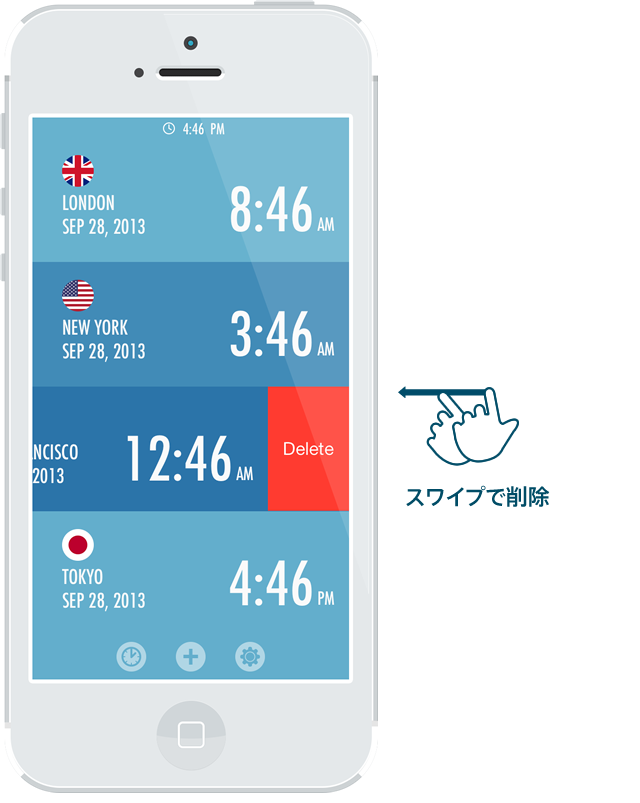 4:46 PM
LONDON
SEP 28, 2013
8:46 AM
NEW YORK
SEP 28, 2013
3:46 AM
NCISCO
2013
12:46 AM
Delete
スワイプで削除
TOKYO
SEP 28, 2013
4:46 PM